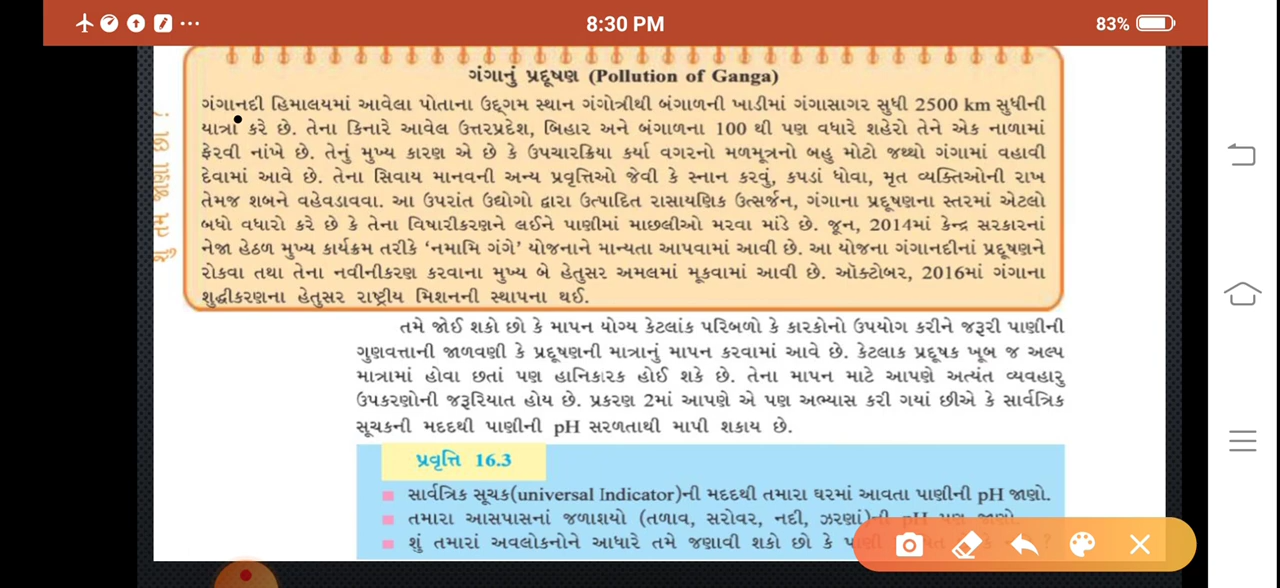 8:30 PM
83%
ગંગાનું પ્રદૂષણ (Pollution of Ganga)
ગંગાનદી હિમાલયમાં આવેલા પોતાના ઉદ્ગમ સ્થાન ગંગોત્રીથી બંગાળની ખાડીમાં ગંગાસાગર સુધી 2500 km સુધીની
યાત્રા કરે છે. તેના કિનારે આવેલ ઉત્તરપ્રદેશ, બિહાર અને બંગાળના 100 થી પણ વધારે શહેરો તેને એક નાળામાં
ફેરવી નાંખે છે. તેનું મુખ્ય કારણ એ છે કે ઉપચારક્રિયા કર્યા વગરનો મળમૂત્રનો બહુ મોટો જથ્થો ગંગામાં વહાવી
દેવામાં આવે છે. તેના સિવાય માનવની અન્ય પ્રવૃત્તિઓ જેવી કે સ્નાન કરવું, કપડાં ધોવા, મૃત વ્યક્તિઓની રાખ
તેમજ શબને વહેવડાવવા. આ ઉપરાંત ઉદ્યોગો દ્વારા ઉત્પાદિત રાસાયણિક ઉત્સર્જન, ગંગાના પ્રદૂષણના સ્તરમાં એટલો
બધો વધારો કરે છે કે તેના વિષારીકરણને લઈને પાણીમાં માછલીઓ મરવા માંડે છે. જૂન, 2014માં કેન્દ્ર સરકારનાં
નેજા હેઠળ મુખ્ય કાર્યક્રમ તરીકે ‘નમામિ ગંગે’ યોજનાને માન્યતા આપવામાં આવી છે. આ યોજના ગંગાનદીનાં પ્રદૂષણને
રોકવા તથા તેના નવીનીકરણ કરવાના મુખ્ય બે હેતુસર અમલમાં મૂકવામાં આવી છે. ઑક્ટોબર, 2016માં ગંગાના
શુદ્ધીકરણના હેતુસર રાષ્ટ્રીય મિશનની સ્થાપના થઈ.
શું તમે જાણો છો ?
તમે જોઈ શકો છો કે માપન યોગ્ય કેટલાંક પરિબળો કે કારકોનો ઉપયોગ કરીને જરૂરી પાણીની
ગુણવત્તાની જાળવણી કે પ્રદૂષણની માત્રાનું માપન કરવામાં આવે છે. કેટલાક પ્રદૂષક ખૂબ જ અલ્પ
માત્રામાં હોવા છતાં પણ હાનિકારક હોઈ શકે છે. તેના માપન માટે આપણે અત્યંત વ્યવહારુ
ઉપકરણોની જરૂરિયાત હોય છે. પ્રકરણ 2માં આપણે એ પણ અભ્યાસ કરી ગયાં છીએ કે સાર્વત્રિક
સૂચકની મદદથી પાણીની pH સરળતાથી માપી શકાય છે.
પ્રવૃત્તિ 16.3
સાર્વત્રિક સૂચક(universal Indicator)ની મદદથી તમારા ઘરમાં આવતા પાણીની pH જાણો.
તમારા આસપાસનાં જળાશયો (તળાવ, સરોવર, નદી, ઝરણાં)ની pH પણ જાણો.
શું તમારાં અવલોકનોને આધારે તમે જણાવી શકો છો કે